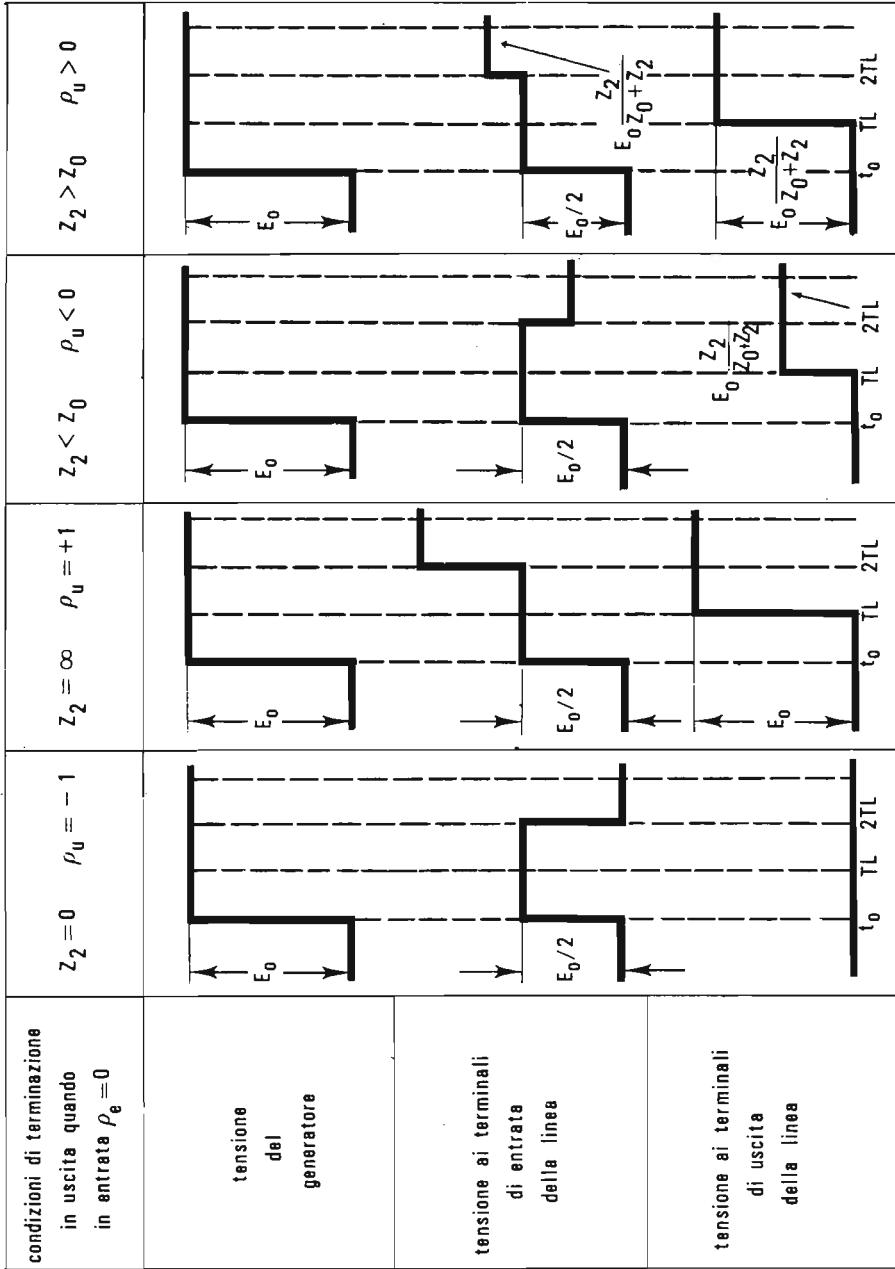 condizioni di terminazione
in uscita quando
in entrata ρe = 0
Z2 = 0 ρu = − 1
Z2 = ∞ ρu = +1
Z2 < Z0 ρu < 0
Z2 > Z0 ρu > 0
tensione
del
generatore
E0
E0
E0
E0
tensione ai terminali
di entrata
della linea
E0/2
E0/2
E0/2
E0/2
E0 Z2/Z0 + Z2
tensione ai terminali
di uscita
della linea
E0
E0 Z2/Z0+Z2
E0 Z2/Z0 + Z2
t0 TL 2TL
t0 TL 2TL
t0 TL 2TL
t0 TL 2TL